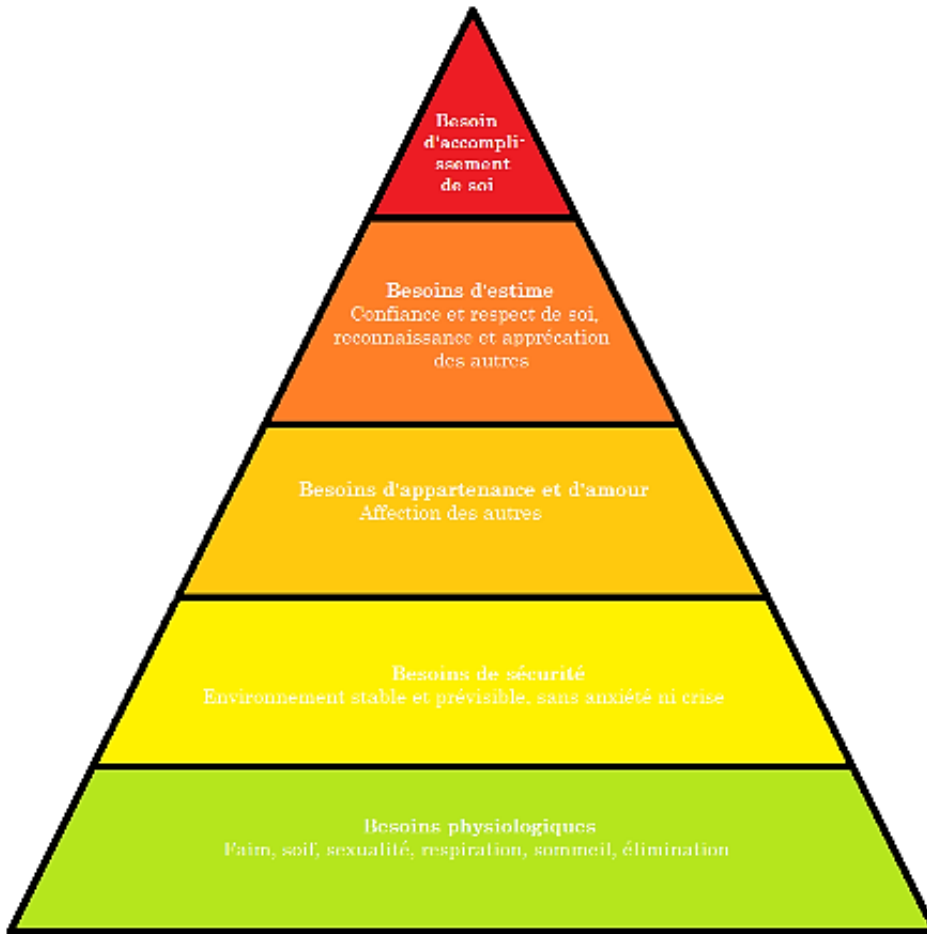 Besoin
d'accompli-
ssement
de soi
Besoins d'estime
Confiance et respect de soi,
reconnaissance et apprécation
des autres
Besoins d'appartenance et d'amour
Affection des autres
Besoins de sécurité
Environnement stable et prévisible, sans anxiété ni crise
Besoins physiologiques
Faim, soif, sexualité, respiration, sommeil, élimination